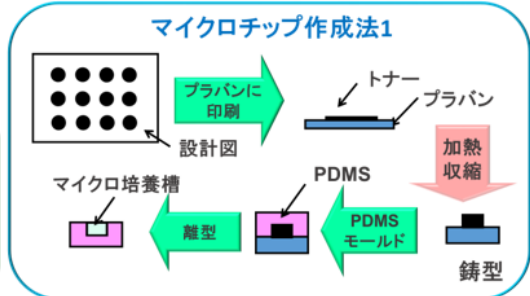 マイクロチップ作成法1
プラバンに
印刷
トナー
プラバン
設計図
加熱
収縮
マイクロ培養槽
PDMS
離型
PDMS
モールド
鋳型